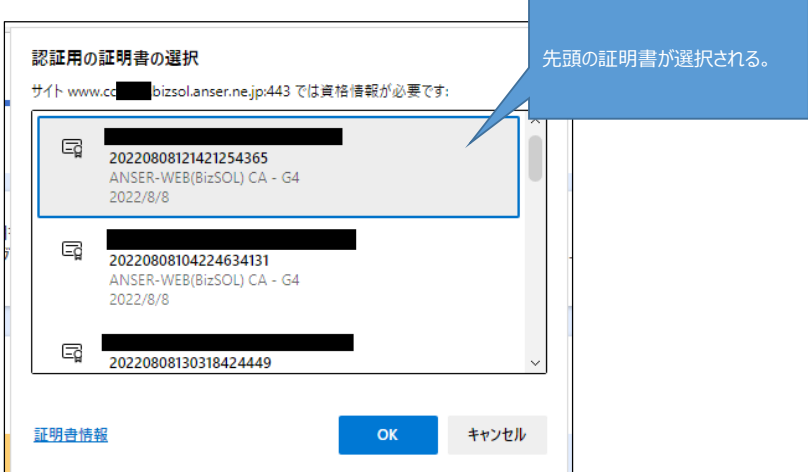 認証用の証明書の選択
先頭の証明書が選択される。
サイト www.cc bizsol.anser.ne.jp:443 では資格情報が必要です:
20220808121421254365
ANSER-WEB(BizSOL) CA - G4
2022/8/8
20220808104224634131
ANSER-WEB(BizSOL) CA - G4
2022/8/8
20220808130318424449
証明書情報
OK
キャンセル